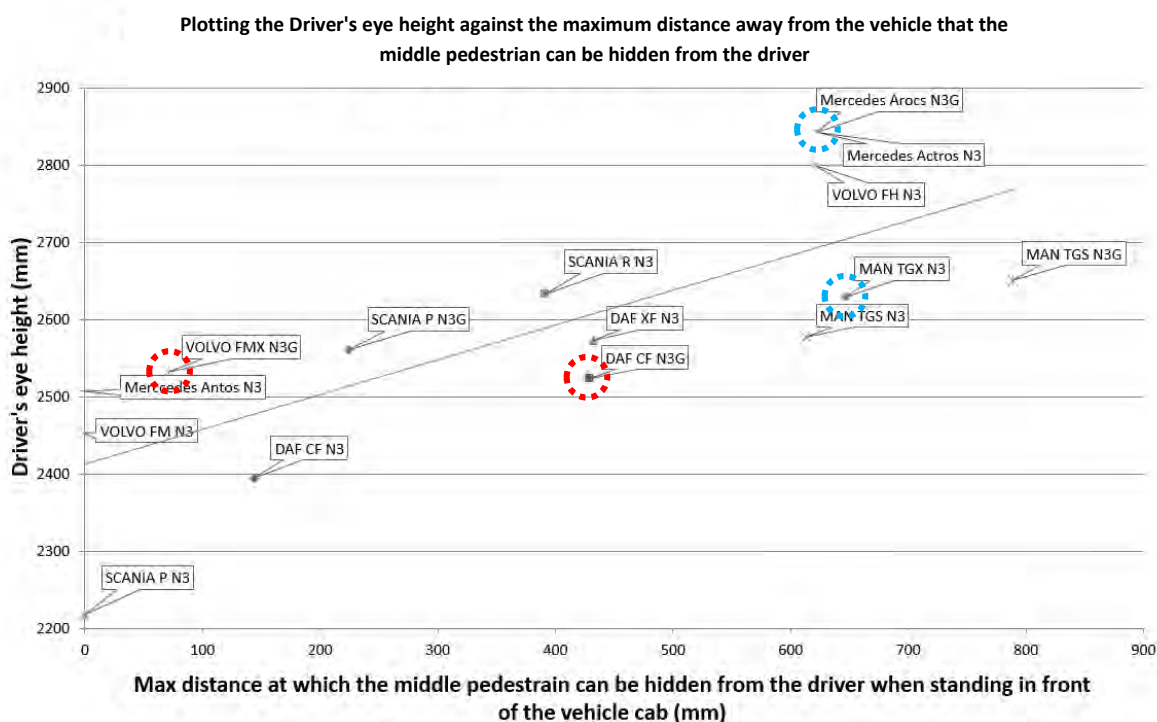 Plotting the Driver's eye height against the maximum distance away from the vehicle that the
middle pedestrian can be hidden from the driver
2900
Mercedes Arocs N3G
Mercedes Actros N3
2800
VOLVO FH N3
2700
SCANIA R N3
MAN TGX N3
MAN TGS N3G
2600
SCANIA P N3G
DAF XF N3
MAN TGS N3
VOLVO FMX N3G
DAF CF N3G
2500
Mercedes Antos N3
VOLVO FM N3
DAF CF N3
2400
2300
SCANIA P N3
2200
Driver's eye height (mm)
0 100 200 300 400 500 600 700 800 900
Max distance at which the middle pedestrain can be hidden from the driver when standing in front
of the vehicle cab (mm)